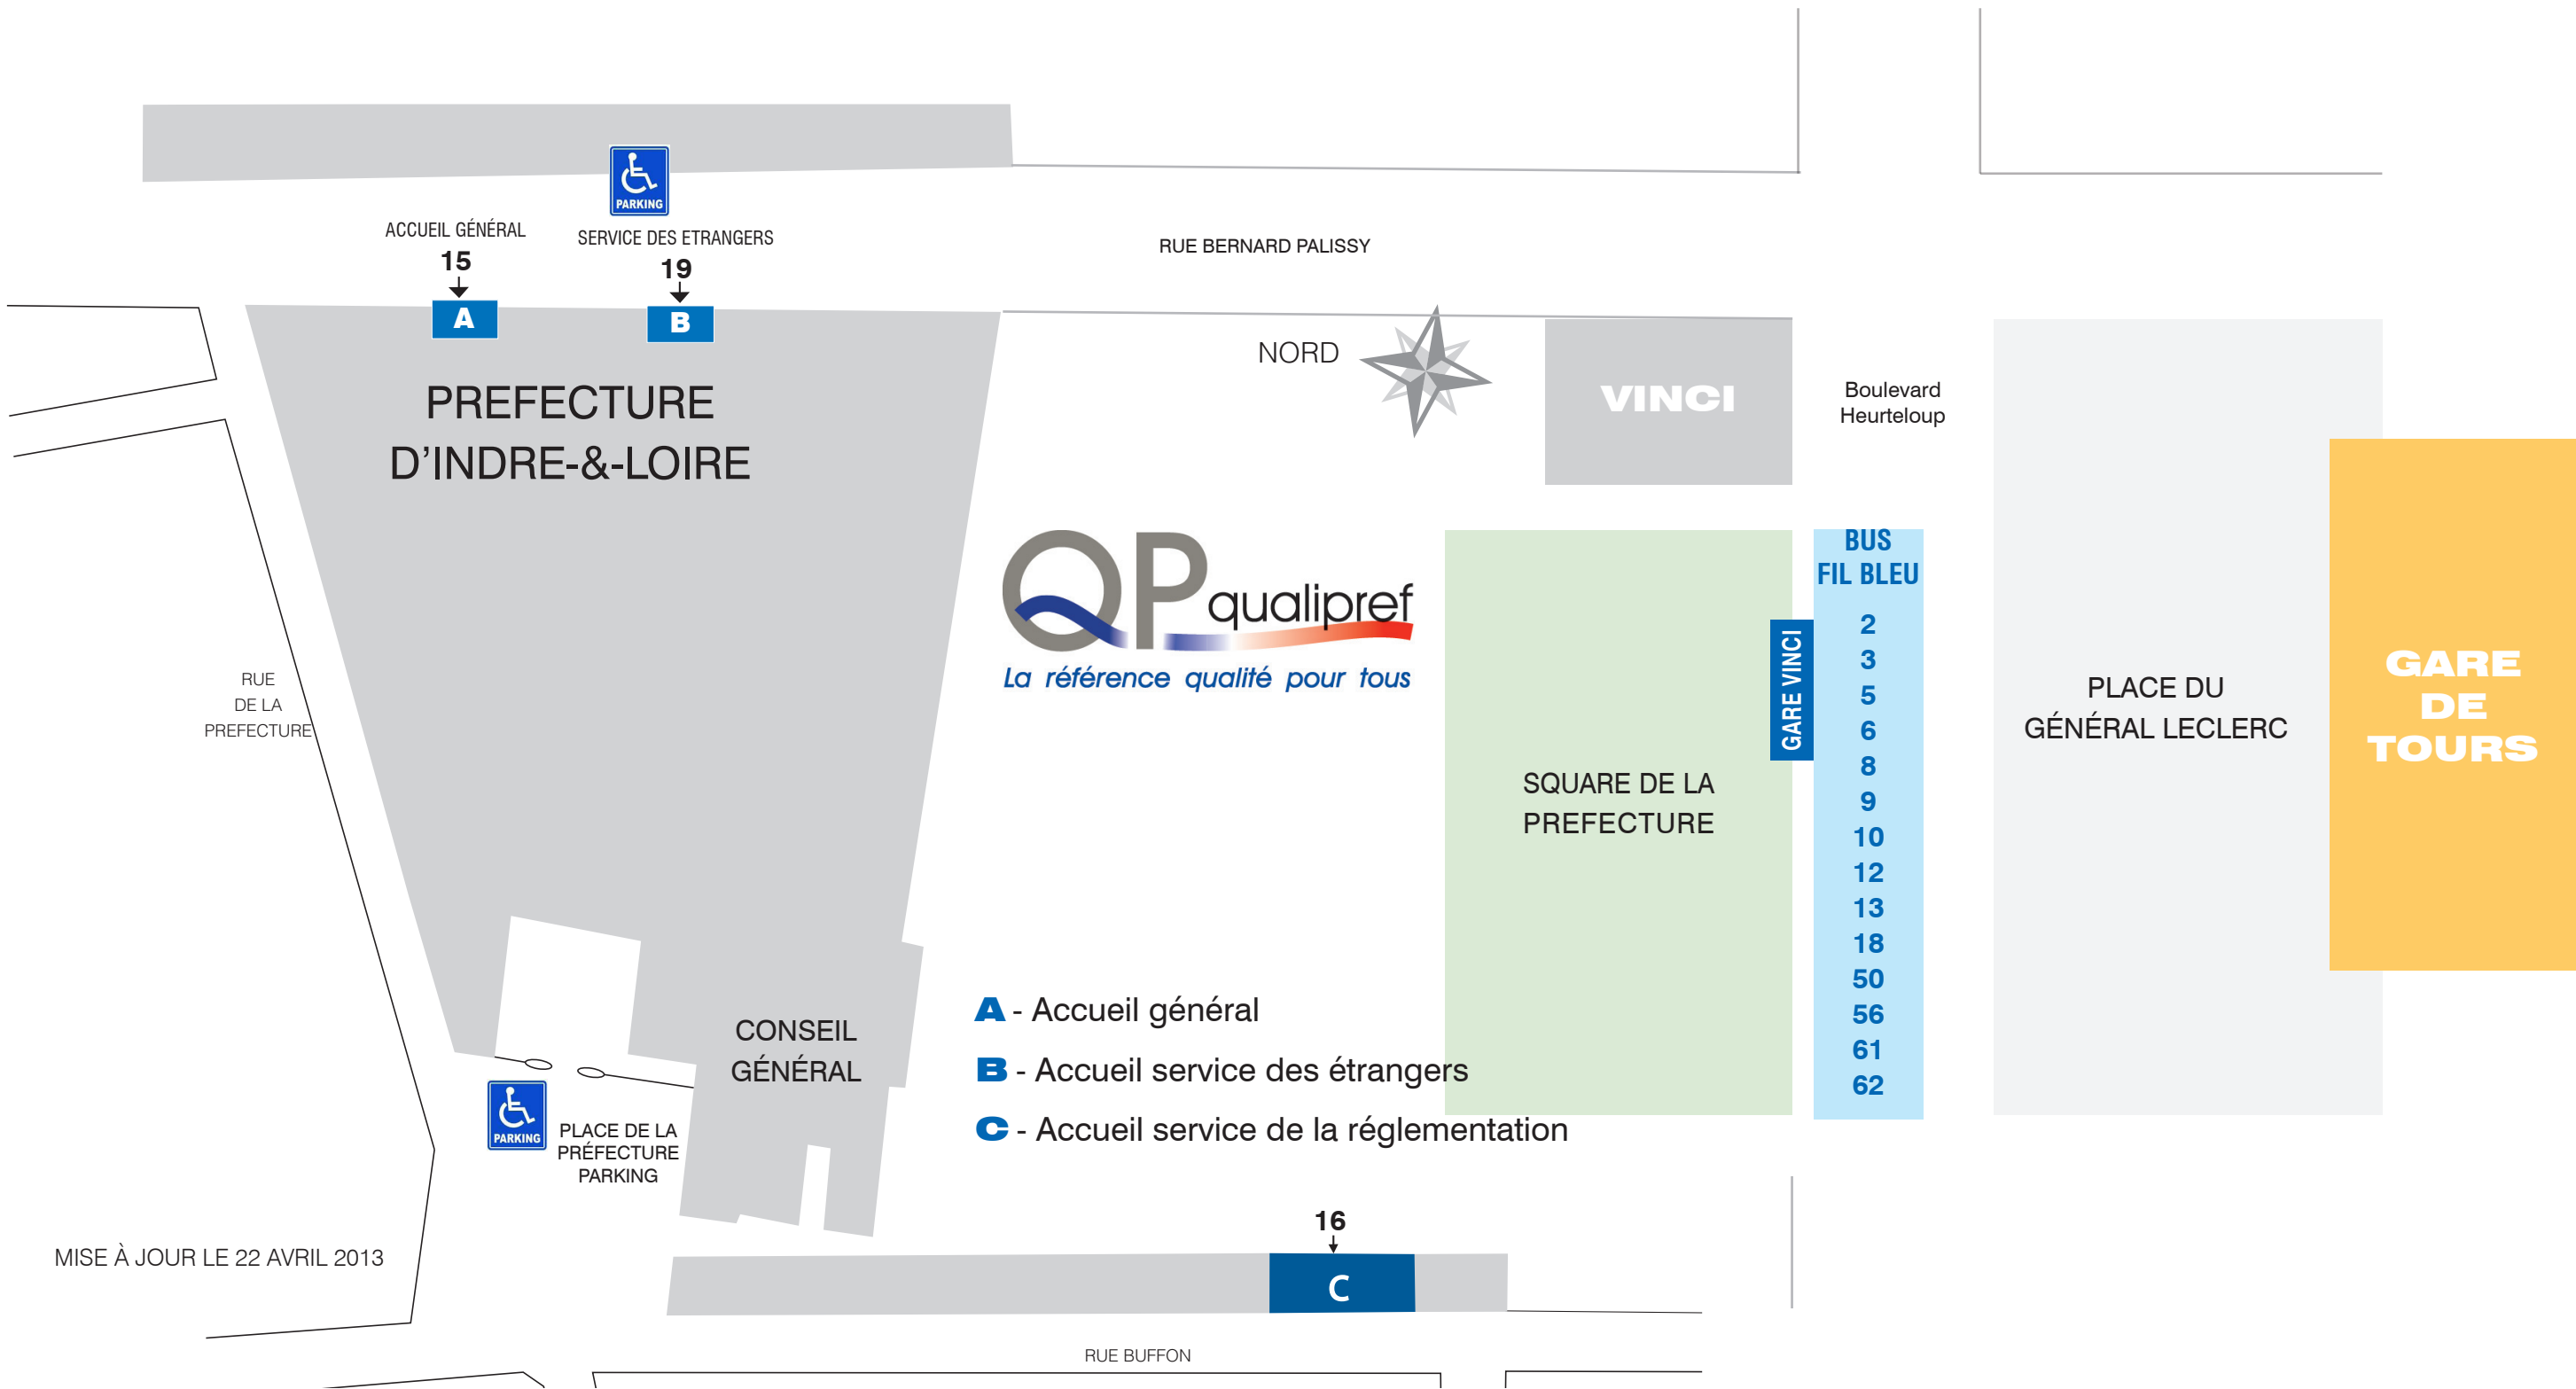 PARKING
ACCUEIL GÉNÉRAL
15
SERVICE DES ETRANGERS
19
RUE BERNARD PALISSY
A
B
PREFECTURE
D'INDRE-&-LOIRE
NORD
VINCI
Boulevard
Heurteloup
QP qualipref
La référence qualité pour tous
BUS
FIL BLEU
2
3
5
6
8
9
10
12
13
18
50
56
61
62
GARE VINCI
PLACE DU
GÉNÉRAL LECLERC
GARE
DE
TOURS
RUE
DE LA
PREFECTURE
SQUARE DE LA
PREFECTURE
CONSEIL
GÉNÉRAL
A - Accueil général
B - Accueil service des étrangers
C - Accueil service de la réglementation
PARKING
PLACE DE LA
PRÉFECTURE
PARKING
16
C
MISE À JOUR LE 22 AVRIL 2013
RUE BUFFON